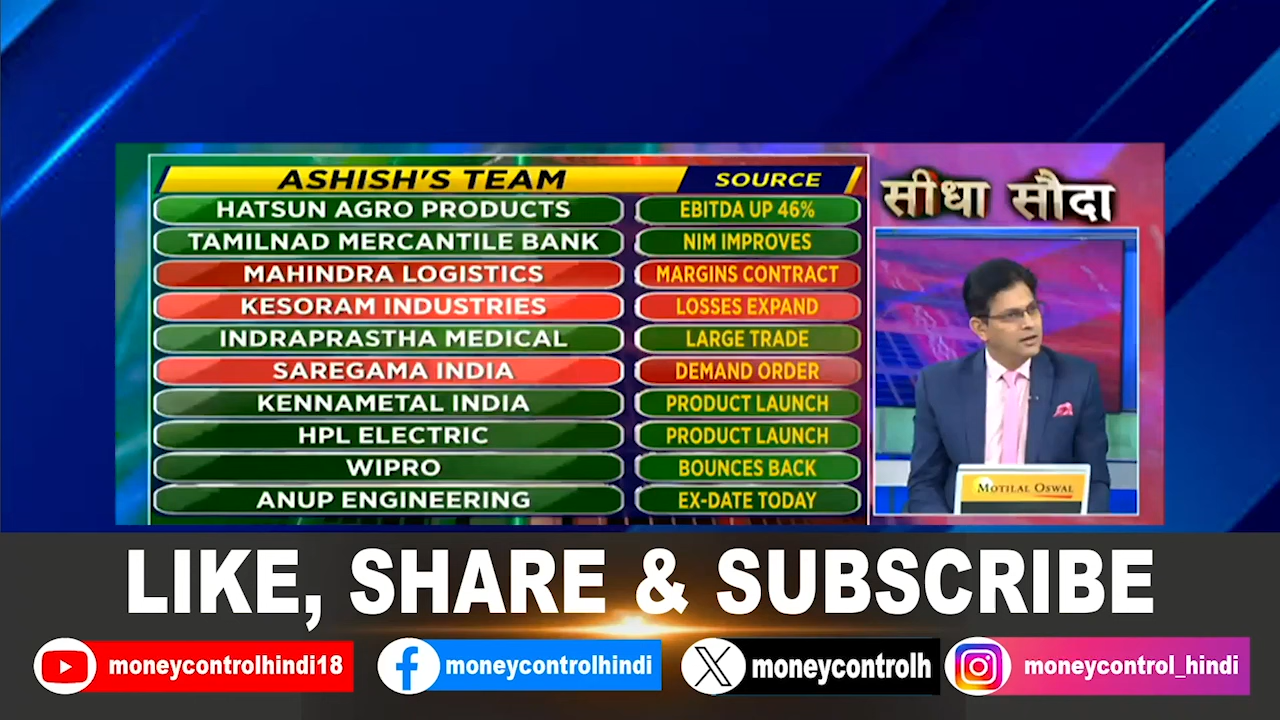 ASHISH'S TEAM SOURCE
HATSUN AGRO PRODUCTS EBITDA UP 46%
TAMILNAD MERCANTILE BANK NIM IMPROVES
MAHINDRA LOGISTICS MARGINS CONTRACT
KESORAM INDUSTRIES LOSSES EXPAND
INDRAPRASTHA MEDICAL LARGE TRADE
SAREGAMA INDIA DEMAND ORDER
KENNAMETAL INDIA PRODUCT LAUNCH
HPL ELECTRIC PRODUCT LAUNCH
WIPRO BOUNCES BACK
ANUP ENGINEERING EX-DATE TODAY
सीधा सौदा
MOTILAL OSWAL
LIKE, SHARE & SUBSCRIBE
moneycontrolhindi18 moneycontrolhindi moneycontrolh moneycontrol_hindi